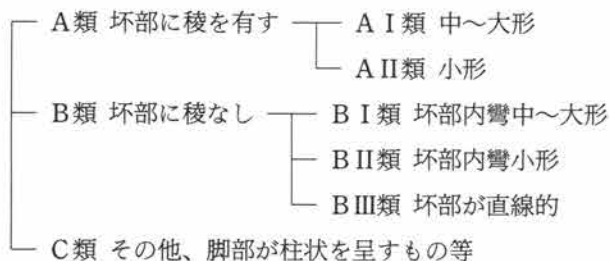 A類 坏部に稜を有す AⅠ類 中～大形
AⅡ類 小形
B類 坏部に稜なし BⅠ類 坏部内彎中～大形
BⅡ類 坏部内彎小形
BⅢ類 坏部が直線的
C類 その他、脚部が柱状を呈すもの等